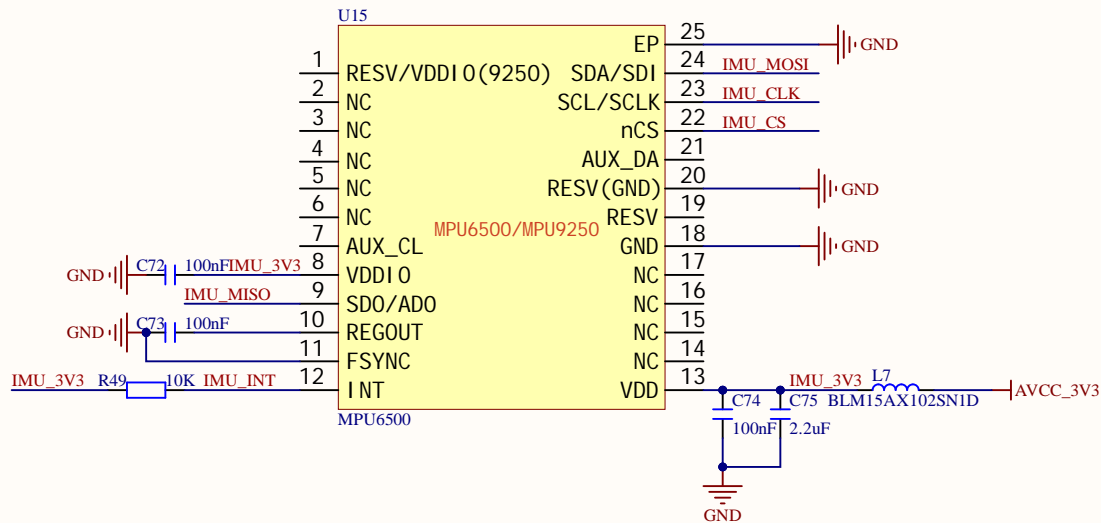 U15
EP 25 GND
1 RESV/VDDIO(9250) SDA/SDI 24 IMU_MOSI
2 NC SCL/SCLK 23 IMU_CLK
3 NC nCS 22 IMU_CS
4 NC AUX_DA 21
5 NC RESV(GND) 20 GND
6 NC RESV 19
MPU6500/MPU9250
7 AUX_CL GND 18 GND
GND C72 100nF IMU_3V3 8 VDDIO NC 17
IMU_MISO 9 SDO/ADO NC 16
GND C73 100nF 10 REGOUT NC 15
11 FSYNC NC 14
IMU_3V3 R49 10K IMU_INT 12 INT VDD 13 IMU_3V3 L7 AVCC_3V3
BLM15AX102SN1D
C74 C75
100nF 2.2uF
MPU6500
GND